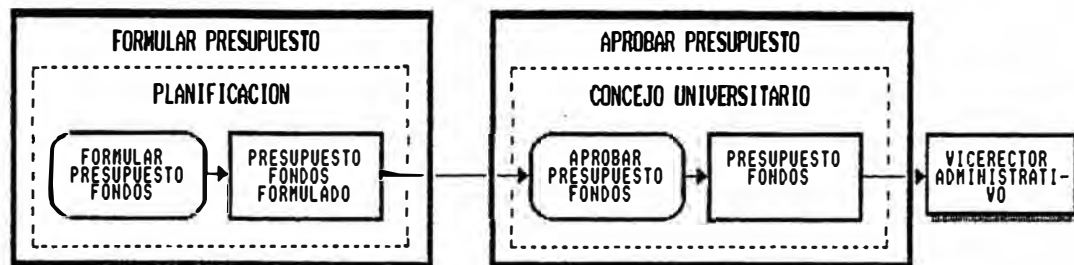 FORMULAR PRESUPUESTO
PLANIFICACION
FORMULAR
PRESUPUESTO
FONDOS
PRESUPUESTO
FONDOS
FORMULADO
APROBAR PRESUPUESTO
CONCEJO UNIVERSITARIO
APROBAR
PRESUPUESTO
FONDOS
PRESUPUESTO
FONDOS
VICERECTOR
ADMINISTRATI-
VO